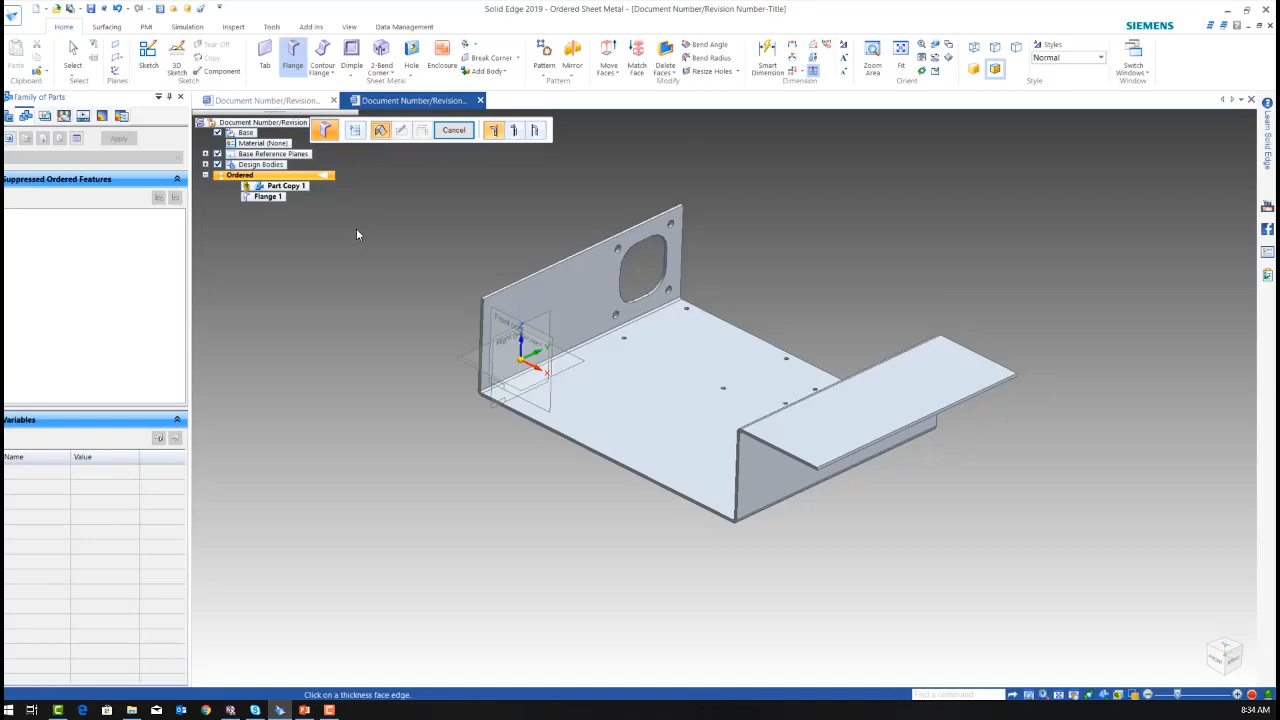 Solid Edge 2019 - Ordered Sheet Metal - [Document Number/Revision Number-Title]
Home Surfacing PMI Simulation Inspect Tools Add Ins View Data Management
SIEMENS
Paste
Clipboard
Select
Select
Planes
Sketch
3D Sketch
Tear-Off
Copy
Component
Sketch
Tab
Flange
Contour Flange
Dimple
2-Bend Corner
Hole
Enclosure
Break Corner
Add Body
Sheet Metal
Pattern
Mirror
Pattern
Move Faces
Match Face
Delete Faces
Bend Angle
Bend Radius
Resize Holes
Modify
Smart Dimension
Dimension
Zoom Area
Fit
Orient
Styles
Normal
Style
Switch Windows
Window
Family of Parts
Apply
Suppressed Ordered Features
Variables
Name Value
Document Number/Revision...
Document Number/Revision...
Document Number/Revision
Base
Material (None)
Base Reference Planes
Design Bodies
Ordered
Part Copy 1
Flange 1
Cancel
Z
Y
X
Learn Solid Edge
You
FRONT
RIGHT
Click on a thickness face edge.
Find a command
8:34 AM